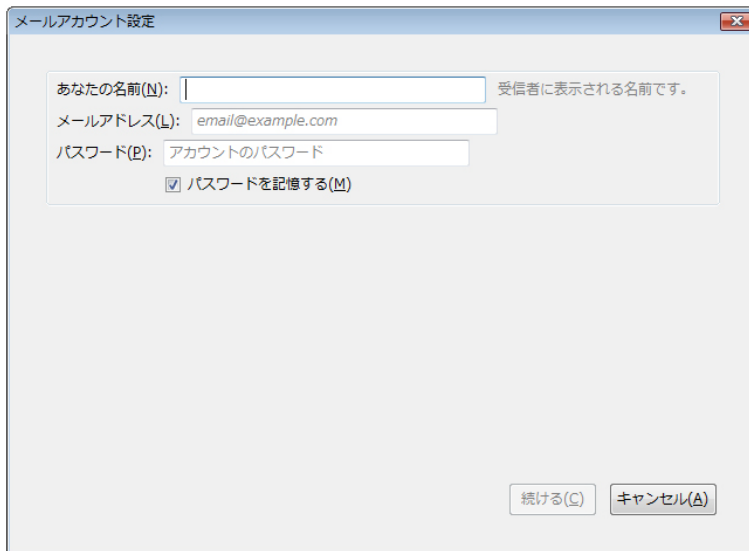 メールアカウント設定
あなたの名前(N): 受信者に表示される名前です。
メールアドレス(L): email@example.com
パスワード(P): アカウントのパスワード
パスワードを記憶する(M)
続ける(C) キャンセル(A)